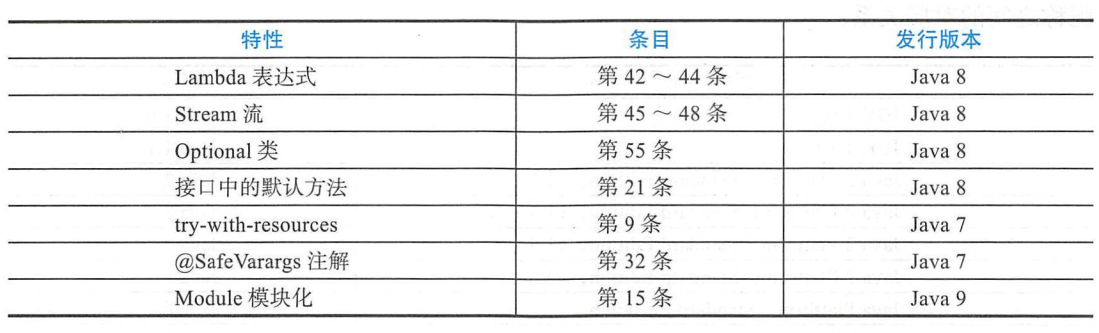 特性 条目 发行版本
Lambda 表达式 第 42 ～ 44 条 Java 8
Stream 流 第 45 ～ 48 条 Java 8
Optional 类 第 55 条 Java 8
接口中的默认方法 第 21 条 Java 8
try-with-resources 第 9 条 Java 7
@SafeVarargs 注解 第 32 条 Java 7
Module 模块化 第 15 条 Java 9